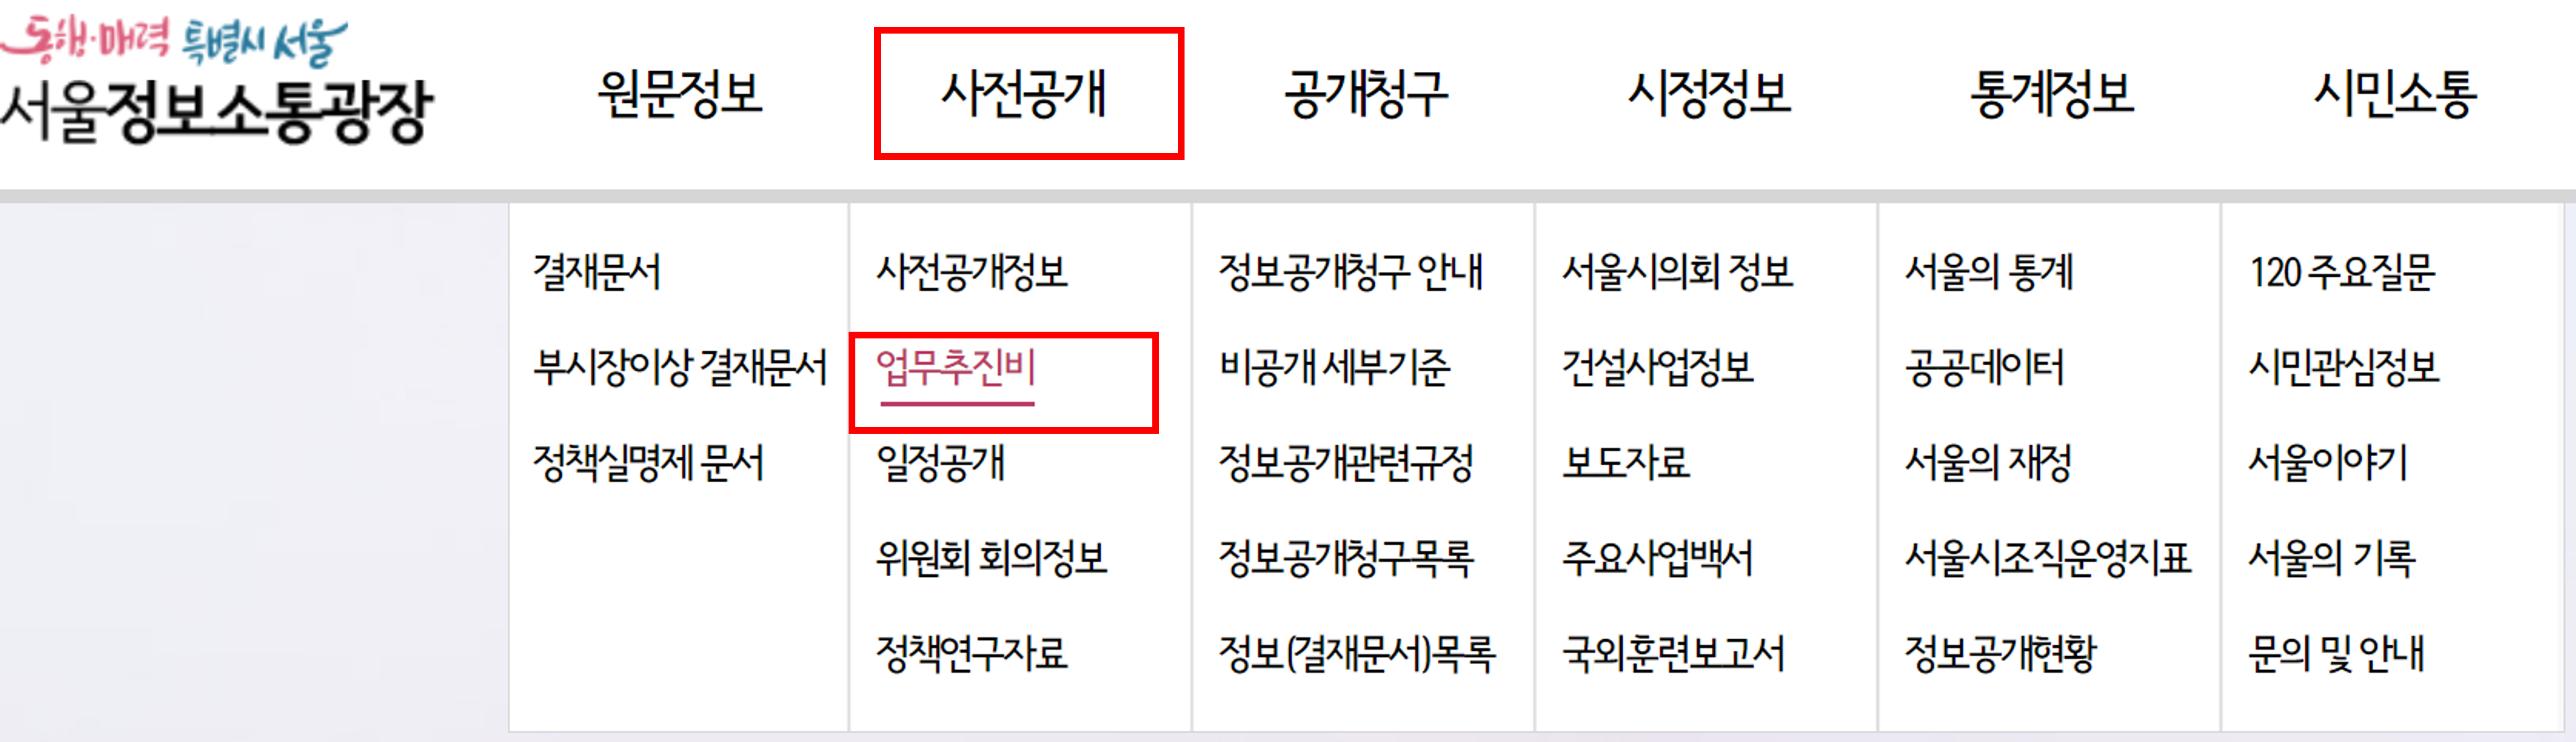 동행·매력 특별시 서울
서울정보소통광장
원문정보 사전공개 공개청구 시정정보 통계정보 시민소통
결재문서 사전공개정보 정보공개청구 안내 서울시의회 정보 서울의 통계 120 주요질문
부시장이상 결재문서 업무추진비 비공개 세부기준 건설사업정보 공공데이터 시민관심정보
정책실명제 문서 일정공개 정보공개관련규정 보도자료 서울의 재정 서울이야기
위원회 회의정보 정보공개청구목록 주요사업백서 서울시조직운영지표 서울의 기록
정책연구자료 정보(결재문서)목록 국외훈련보고서 정보공개현황 문의 및 안내